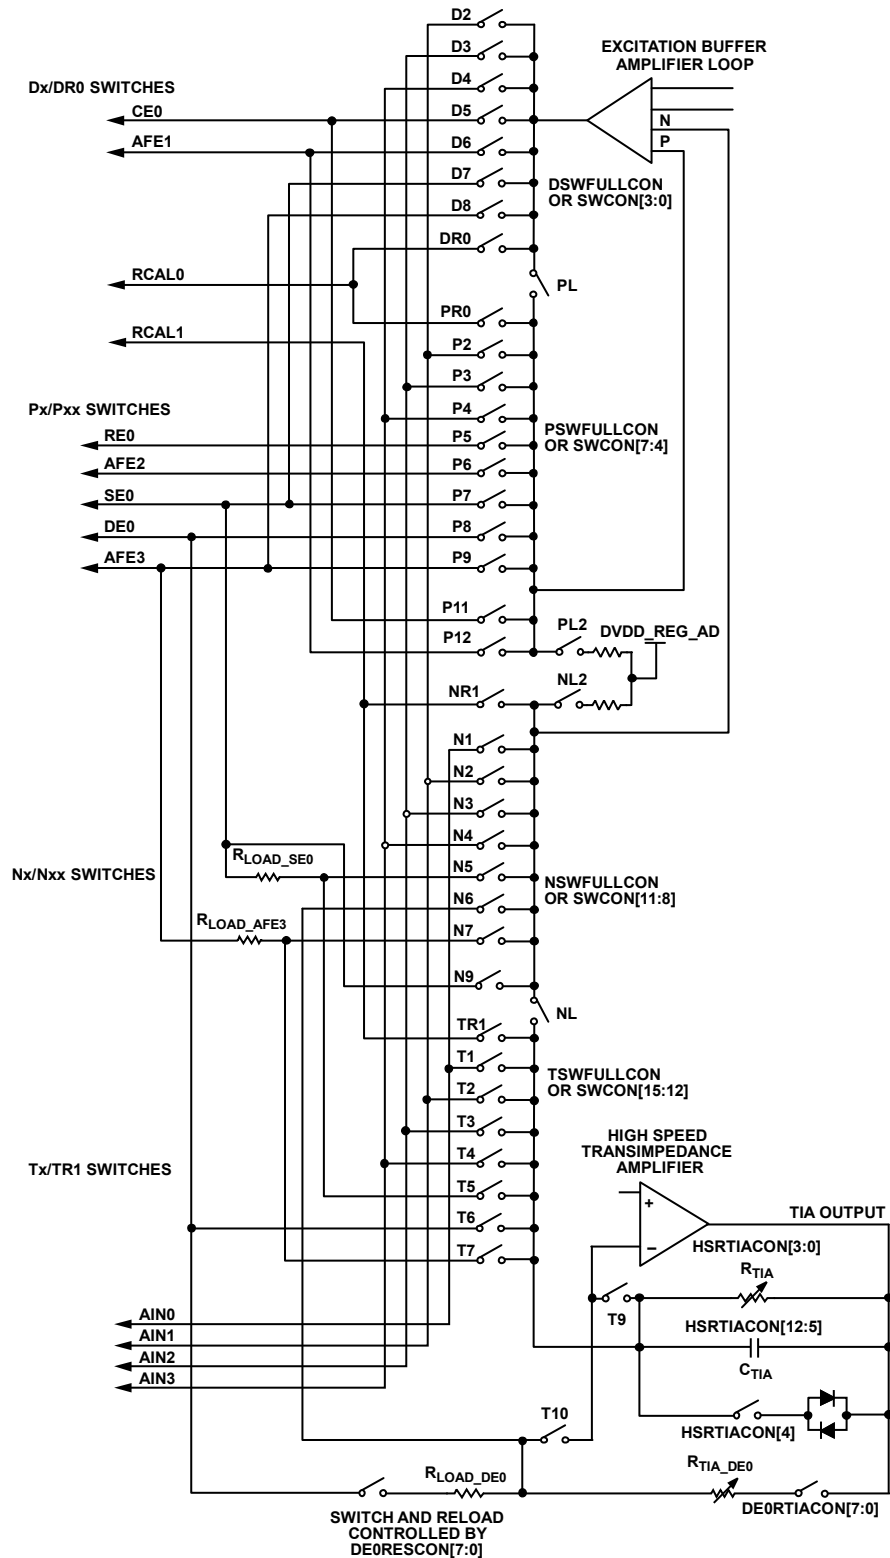 D2
EXCITATION BUFFER
AMPLIFIER LOOP
D3
Dx/DR0 SWITCHES
D4
CE0
D5
N
AFE1
D6
P
D7
DSWFULLCON
OR SWCON[3:0]
D8
DR0
RCAL0
PL
PR0
RCAL1
P2
P3
Px/Pxx SWITCHES
P4
PSWFULLCON
OR SWCON[7:4]
RE0
P5
AFE2
P6
SE0
P7
DE0
P8
AFE3
P9
P11
PL2
DVDD_REG_AD
P12
NR1
NL2
N1
N2
N3
N4
RLOAD_SE0
Nx/Nxx SWITCHES
N5
NSWFULLCON
OR SWCON[11:8]
N6
RLOAD_AFE3
N7
N9
NL
TR1
T1
TSWFULLCON
OR SWCON[15:12]
T2
T3
HIGH SPEED
TRANSIMPEDANCE
AMPLIFIER
T4
Tx/TR1 SWITCHES
T5
+
TIA OUTPUT
T6
−
HSRTIACON[3:0]
T7
RTIA
T9
AIN0
HSRTIACON[12:5]
AIN1
AIN2
CTIA
AIN3
T10
HSRTIACON[4]
RLOAD_DE0
RTIA_DE0
DE0RTIACON[7:0]
SWITCH AND RELOAD
CONTROLLED BY
DE0RESCON[7:0]